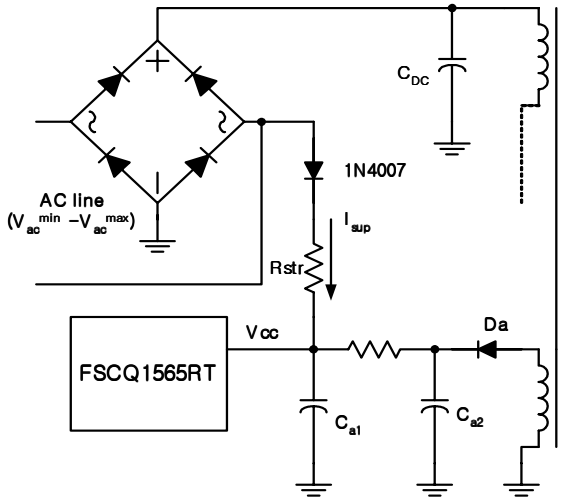 C_DC
1N4007
AC line
(V_ac^min –V_ac^max)
I_sup
Rstr
Vcc
Da
FSCQ1565RT
C_a1
C_a2